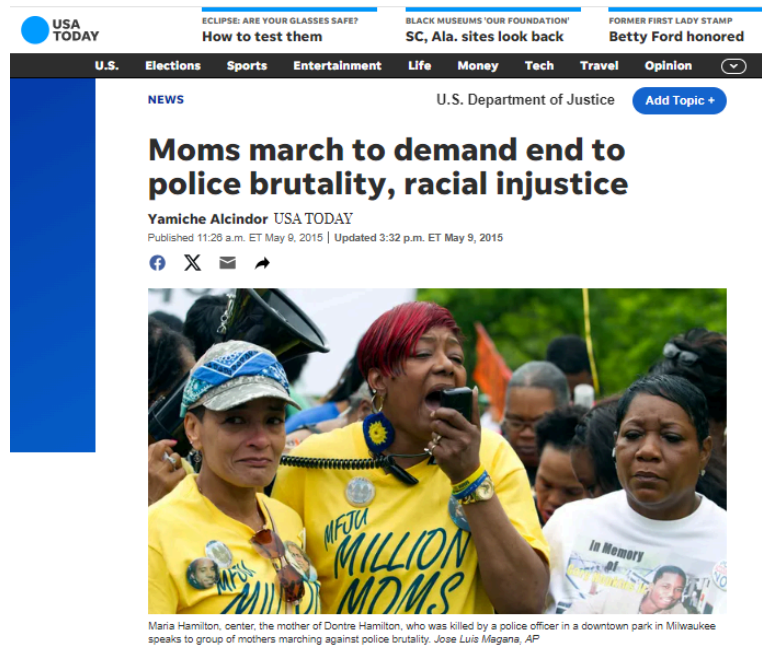 USA
TODAY
ECLIPSE: ARE YOUR GLASSES SAFE?
How to test them
BLACK MUSEUMS 'OUR FOUNDATION'
SC, Ala. sites look back
FORMER FIRST LADY STAMP
Betty Ford honored
U.S. Elections Sports Entertainment Life Money Tech Travel Opinion
NEWS
U.S. Department of Justice
Add Topic +
Moms march to demand end to
police brutality, racial injustice
Yamiche Alcindor USA TODAY
Published 11:26 a.m. ET May 9, 2015 | Updated 3:32 p.m. ET May 9, 2015
MFJU
MILLION
MOMS
MFJU
In Memory
of
Maria Hamilton, center, the mother of Dontre Hamilton, who was killed by a police officer in a downtown park in Milwaukee
speaks to group of mothers marching against police brutality. Jose Luis Magana, AP